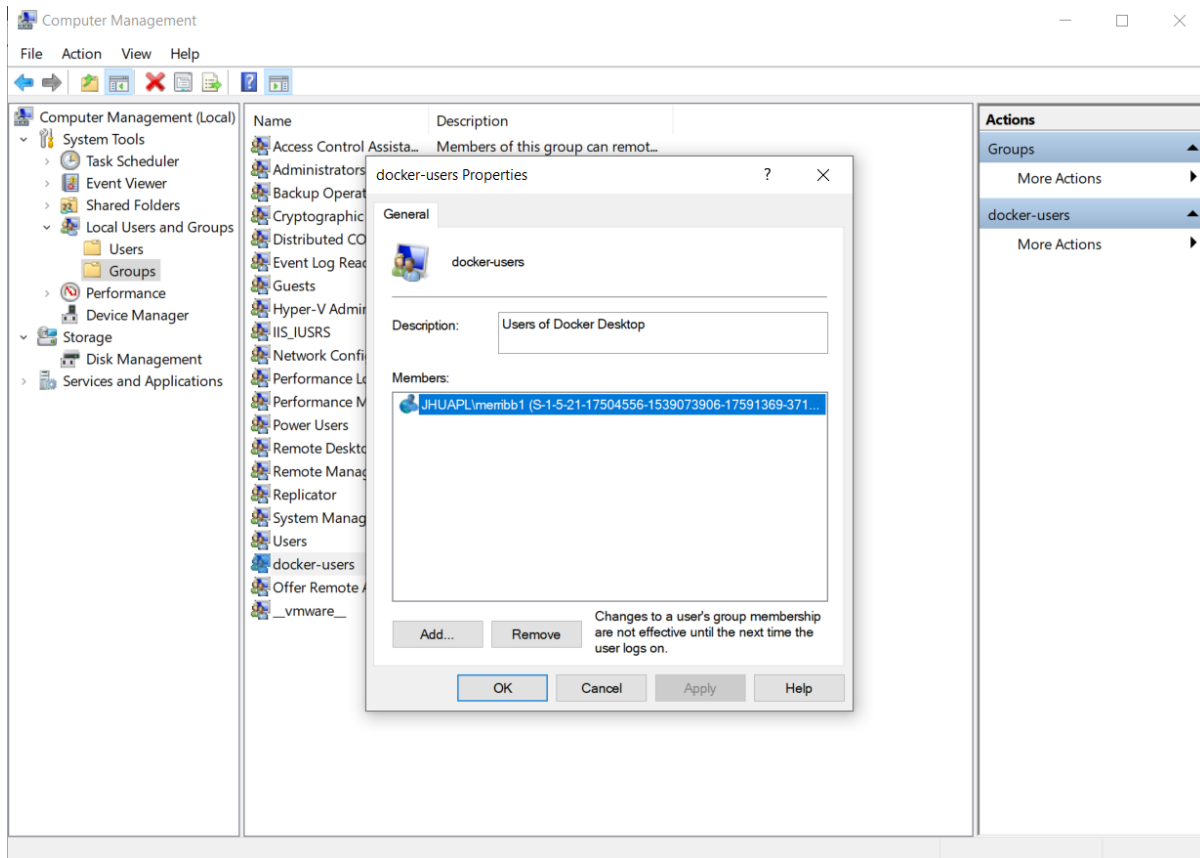 Computer Management
File Action View Help
Computer Management (Local)
System Tools
Task Scheduler
Event Viewer
Shared Folders
Local Users and Groups
Users
Groups
Performance
Device Manager
Storage
Disk Management
Services and Applications
Name Description
Access Control Assista... Members of this group can remot...
Administrators
Backup Operat
Cryptographic
Distributed CO
Event Log Read
Guests
Hyper-V Admin
IIS_IUSRS
Network Confi
Performance Lo
Performance M
Power Users
Remote Deskto
Remote Manag
Replicator
System Manag
Users
docker-users
Offer Remote A
__vmware__
docker-users Properties ?
General
docker-users
Description: Users of Docker Desktop
Members:
JHUAPL\merribb1 (S-1-5-21-17504556-1539073906-17591369-371...
Add... Remove
Changes to a user's group membership
are not effective until the next time the
user logs on.
OK Cancel Apply Help
Actions
Groups
More Actions
docker-users
More Actions